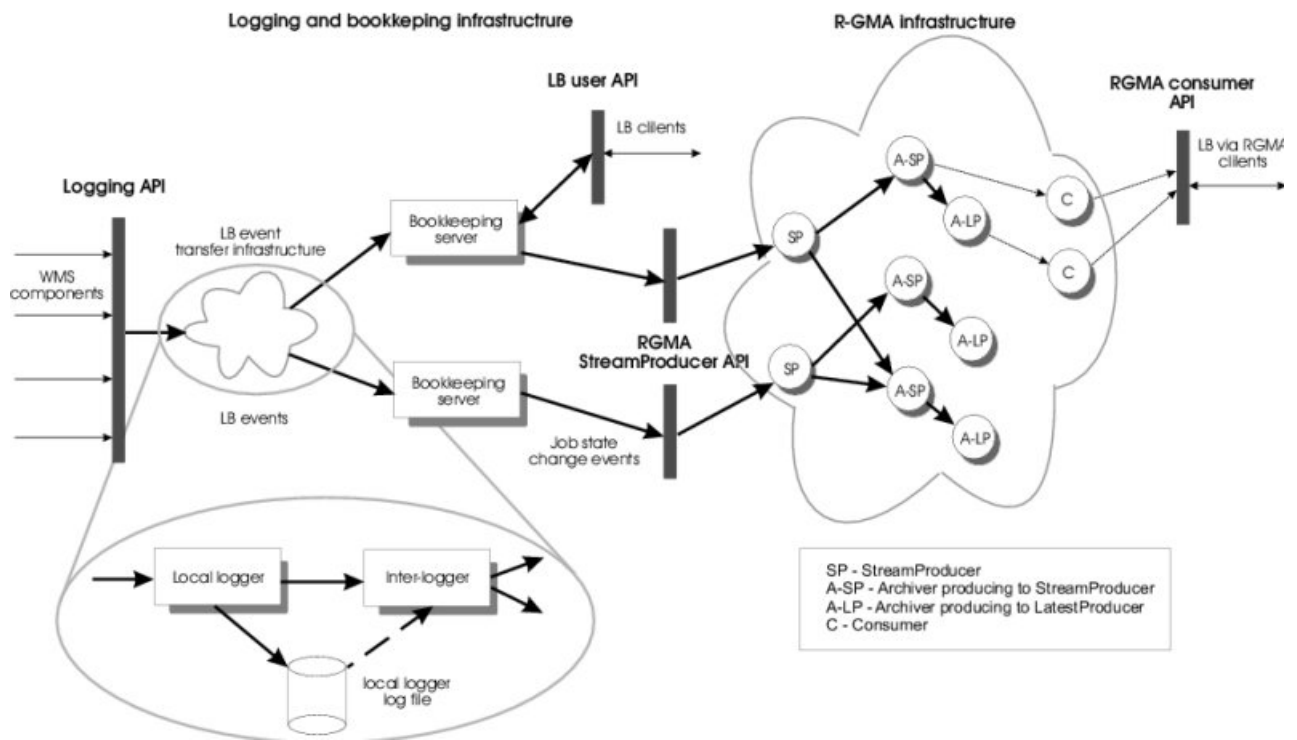 Logging and bookkeping infrastrucrure
R-GMA infrastructure
LB user API
RGMA consumer
API
LB clilents
LB via RGMA
clilents
Logging API
A-SP
C
A-LP
Bookkeeping
server
LB event
transfer infrastructure
SP
WMS
components
C
A-SP
A-LP
RGMA
StreamProducer API
SP
Bookkeeping
server
A-SP
LB events
A-LP
Job state
change events
Local logger
Inter-logger
local logger
log file
SP - StreamProducer
A-SP - Archiver producing to StreamProducer
A-LP - Archiver producing to LatestProducer
C - Consumer